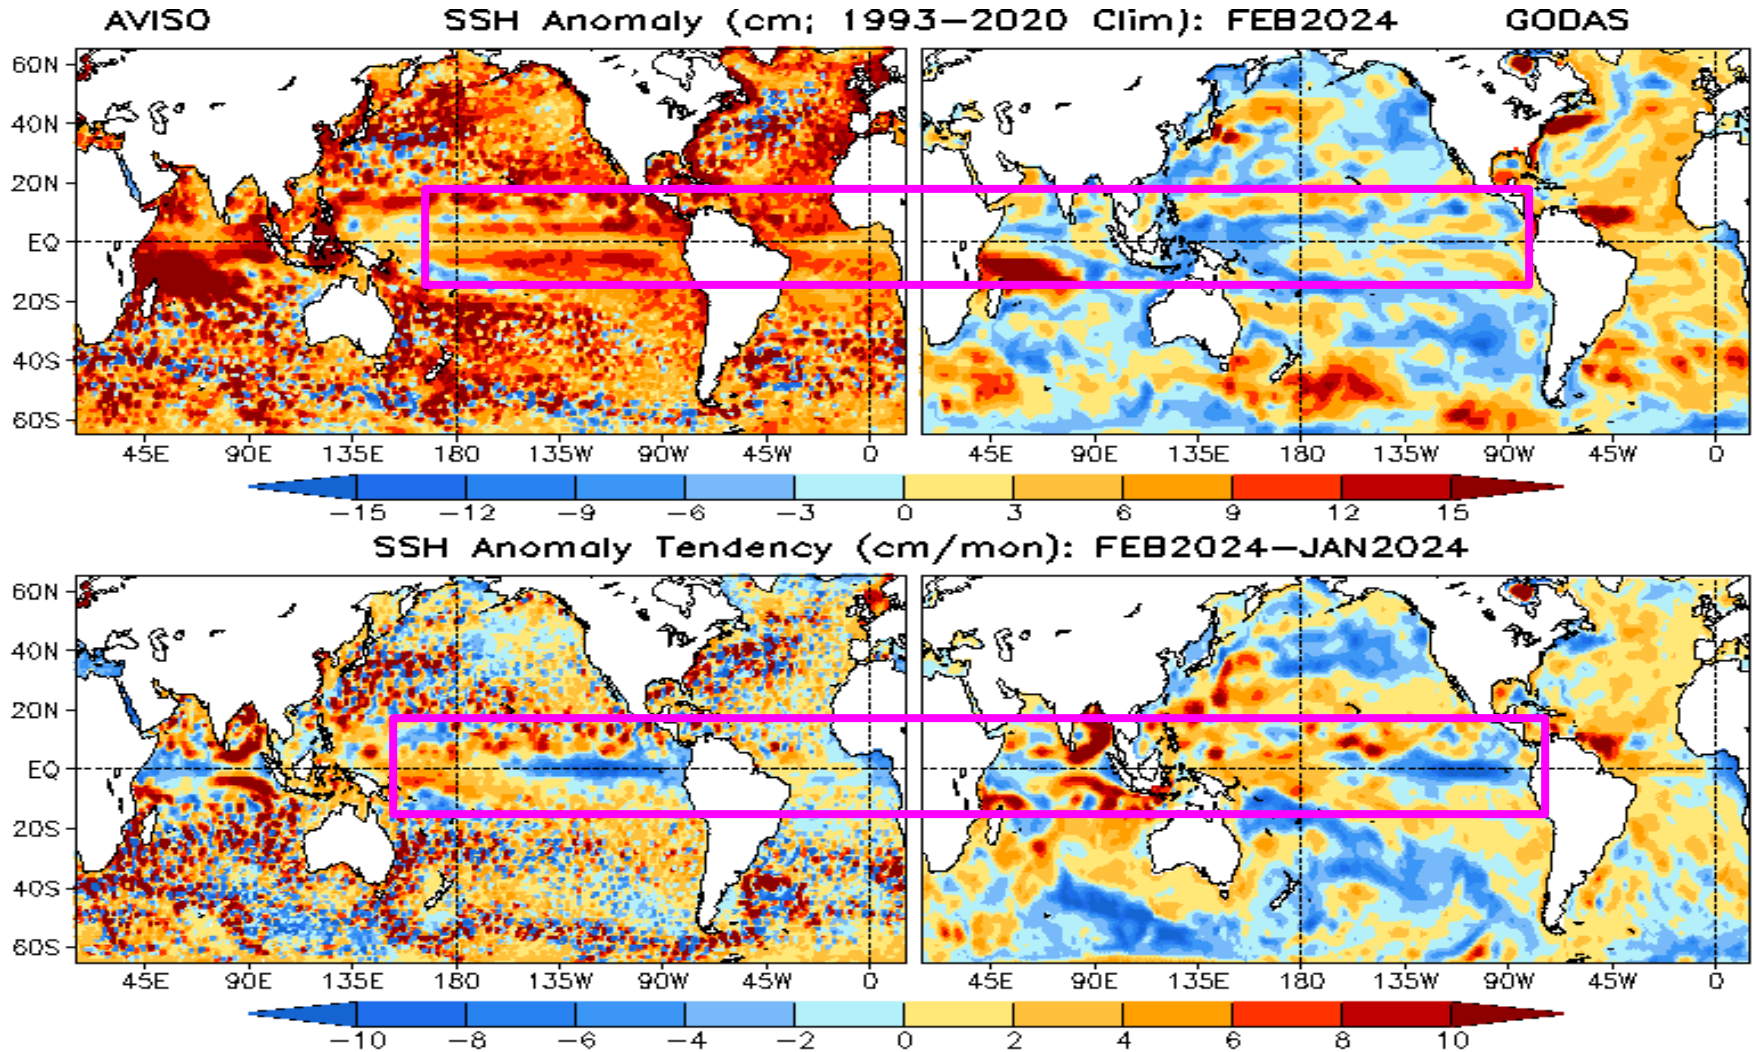 AVISO SSH Anomaly (cm; 1993-2020 Clim): FEB2024 GODAS
60N
40N
20N
EQ
20S
40S
60S
45E 90E 135E 180 135W 90W 45W 0 45E 90E 135E 180 135W 90W 45W 0
-15 -12 -9 -6 -3 0 3 6 9 12 15
SSH Anomaly Tendency (cm/mon): FEB2024-JAN2024
60N
40N
20N
EQ
20S
40S
60S
45E 90E 135E 180 135W 90W 45W 0 45E 90E 135E 180 135W 90W 45W 0
-10 -8 -6 -4 -2 0 2 4 6 8 10